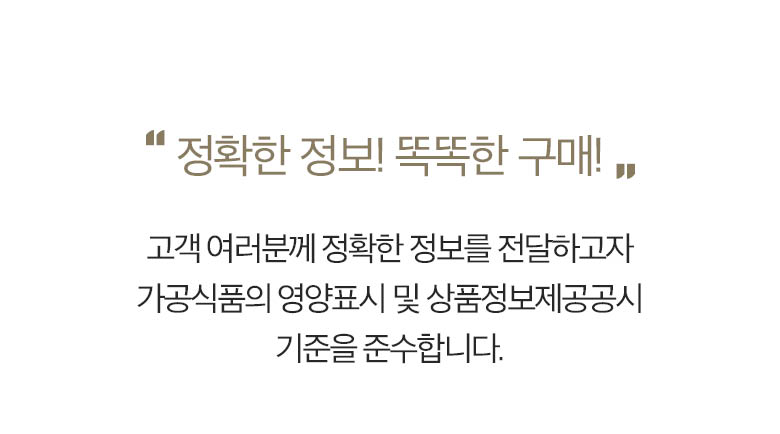 “ 정확한 정보! 똑똑한 구매! „
고객 여러분께 정확한 정보를 전달하고자
가공식품의 영양표시 및 상품정보제공공시
기준을 준수합니다.